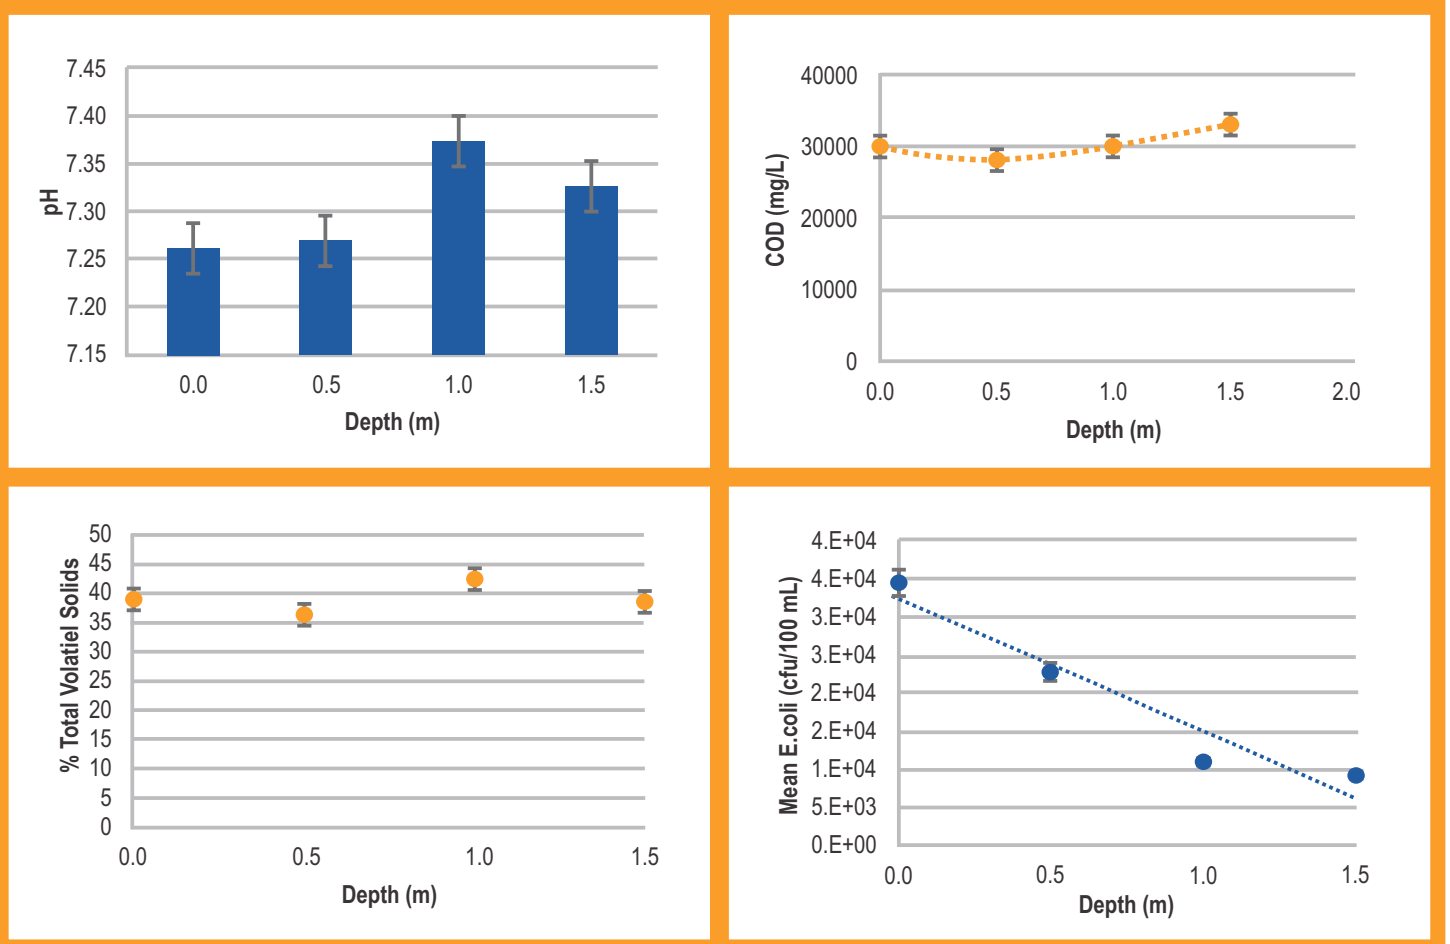 7.45
7.40
7.35
7.30
7.25
7.20
7.15
pH
0.0 0.5 1.0 1.5
Depth (m)
40000
30000
20000
10000
0
COD (mg/L)
0.0 0.5 1.0 1.5 2.0
Depth (m)
50
45
40
35
30
25
20
15
10
5
0
% Total Volatiel Solids
0.0 0.5 1.0 1.5
Depth (m)
4.E+04
4.E+04
3.E+04
3.E+04
2.E+04
2.E+04
1.E+04
5.E+03
0.E+00
Mean E.coli (cfu/100 mL)
0.0 0.5 1.0 1.5
Depth (m)